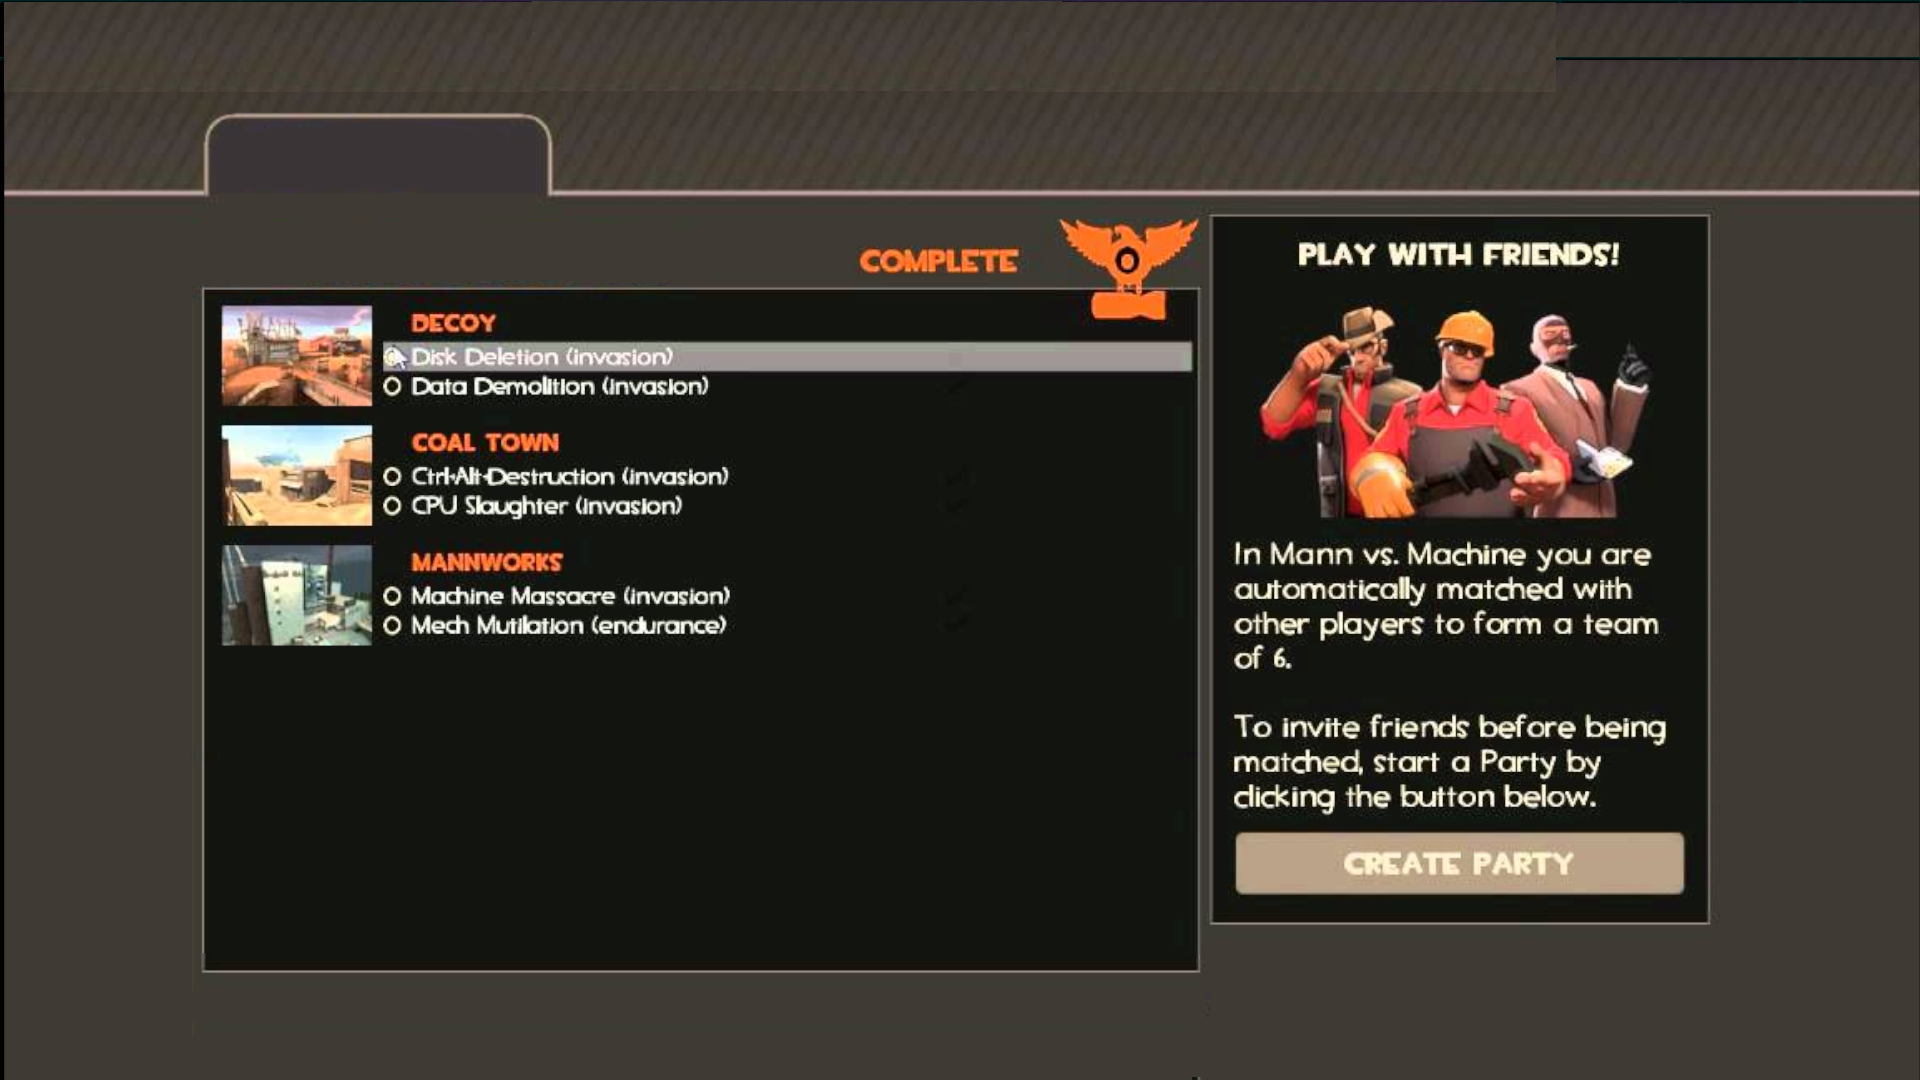 COMPLETE
0
DECOY
Disk Deletion (invasion)
Data Demolition (invasion)
COAL TOWN
Ctrl+Alt+Destruction (invasion)
CPU Slaughter (invasion)
MANNWORKS
Machine Massacre (invasion)
Mech Mutilation (endurance)
PLAY WITH FRIENDS!
In Mann vs. Machine you are
automatically matched with
other players to form a team
of 6.
To invite friends before being
matched, start a Party by
clicking the button below.
CREATE PARTY